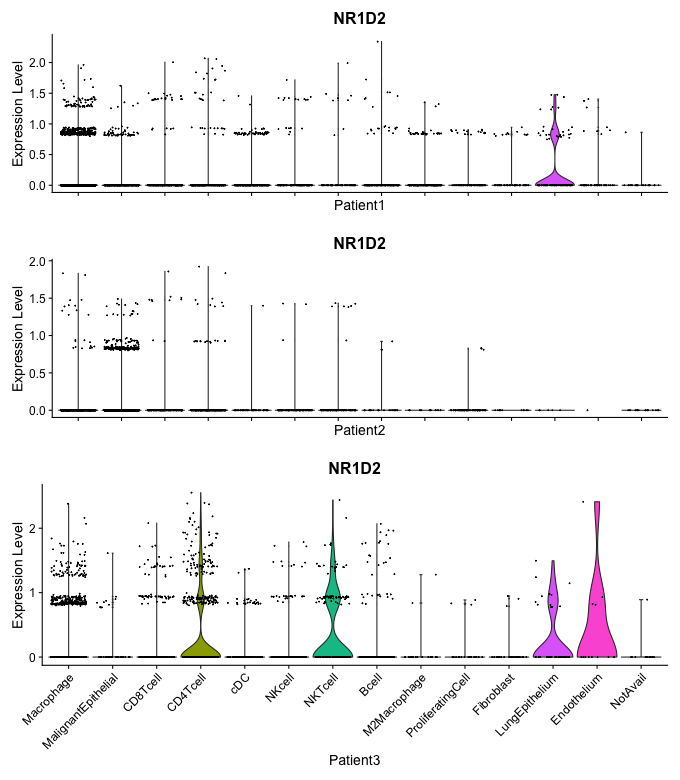 NR1D2
Expression Level
2.0
1.5
1.0
0.5
0.0
Patient1
NR1D2
Expression Level
2.0
1.5
1.0
0.5
0.0
Patient2
NR1D2
Expression Level
2
1
0
Macrophage
MalignantEpithelial
CD8Tcell
CD4Tcell
cDC
NKcell
NKTcell
Bcell
M2Macrophage
ProliferatingCell
Fibroblast
LungEpithelium
Endothelium
NotAvail
Patient3